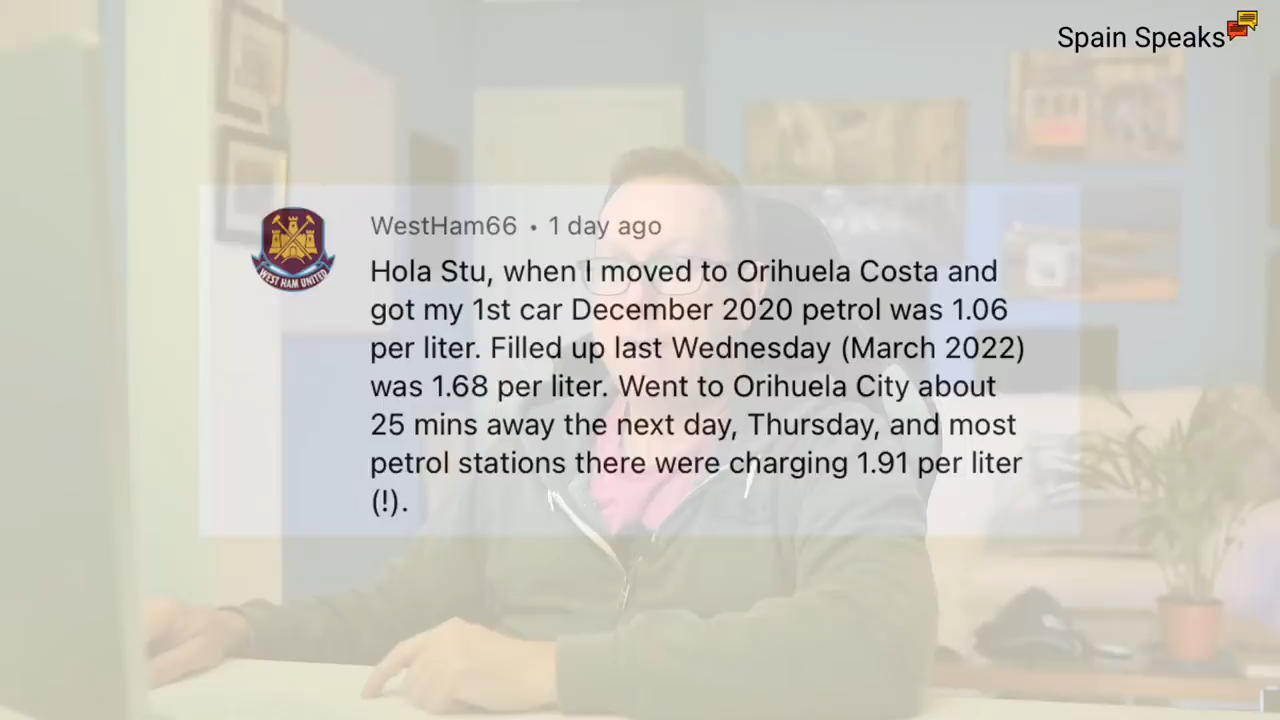 Spain Speaks
WestHam66 • 1 day ago
Hola Stu, when I moved to Orihuela Costa and
got my 1st car December 2020 petrol was 1.06
per liter. Filled up last Wednesday (March 2022)
was 1.68 per liter. Went to Orihuela City about
25 mins away the next day, Thursday, and most
petrol stations there were charging 1.91 per liter
(!).
WEST HAM UNITED